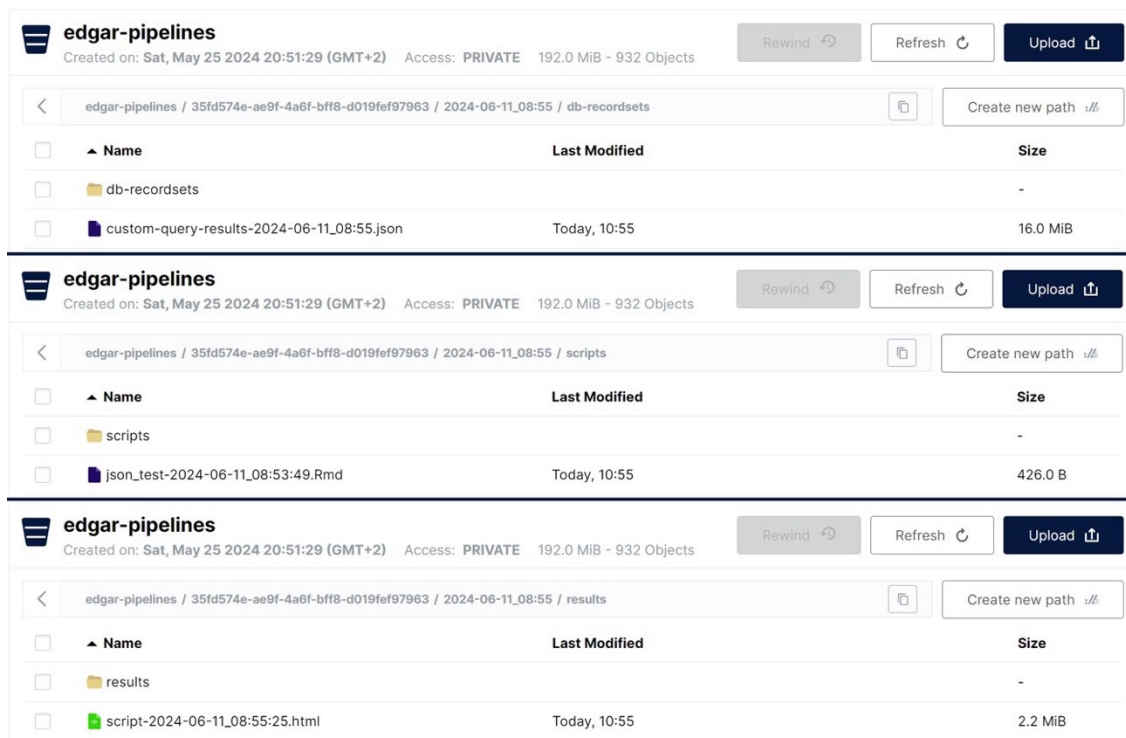 edgar-pipelines
Created on: Sat, May 25 2024 20:51:29 (GMT+2) Access: PRIVATE 192.0 MiB - 932 Objects
Rewind Refresh Upload
edgar-pipelines / 35fd574e-ae9f-4a6f-bff8-d019fef97963 / 2024-06-11_08:55 / db-recordsets Create new path
Name Last Modified Size
db-recordsets -
custom-query-results-2024-06-11_08:55.json Today, 10:55 16.0 MiB
edgar-pipelines
Created on: Sat, May 25 2024 20:51:29 (GMT+2) Access: PRIVATE 192.0 MiB - 932 Objects
Rewind Refresh Upload
edgar-pipelines / 35fd574e-ae9f-4a6f-bff8-d019fef97963 / 2024-06-11_08:55 / scripts Create new path
Name Last Modified Size
scripts -
json_test-2024-06-11_08:53:49.Rmd Today, 10:55 426.0 B
edgar-pipelines
Created on: Sat, May 25 2024 20:51:29 (GMT+2) Access: PRIVATE 192.0 MiB - 932 Objects
Rewind Refresh Upload
edgar-pipelines / 35fd574e-ae9f-4a6f-bff8-d019fef97963 / 2024-06-11_08:55 / results Create new path
Name Last Modified Size
results -
script-2024-06-11_08:55:25.html Today, 10:55 2.2 MiB